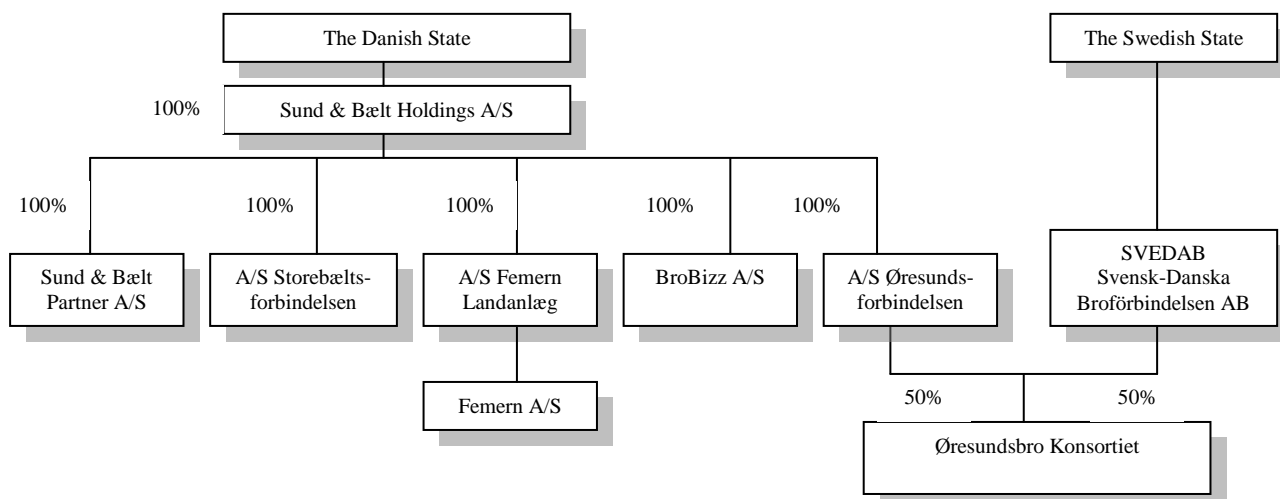 The Danish State
The Swedish State
100%
Sund & Bælt Holdings A/S
100%
100%
100%
100%
100%
Sund & Bælt
Partner A/S
A/S Storebælts-
forbindelsen
A/S Femern
Landanlæg
BroBizz A/S
A/S Øresunds-
forbindelsen
SVEDAB
Svensk-Danska
Broförbindelsen AB
Femern A/S
50%
50%
Øresundsbro Konsortiet